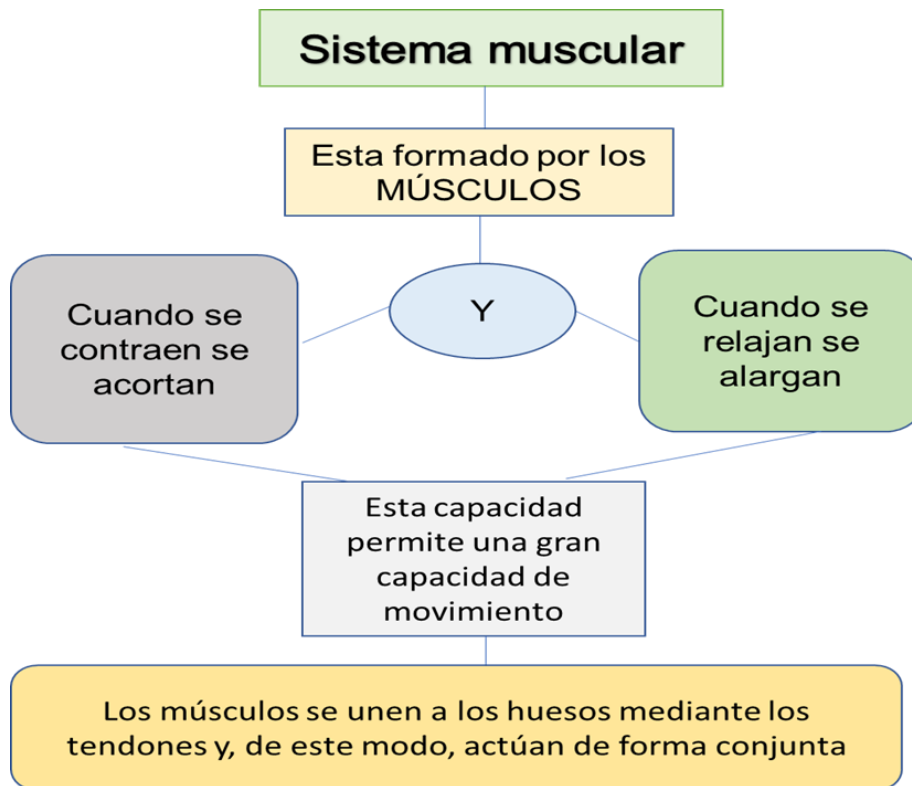 Sistema muscular
Esta formado por los
MÚSCULOS
Cuando se
contraen se
acortan
Y
Cuando se
relajan se
alargan
Esta capacidad
permite una gran
capacidad de
movimiento
Los músculos se unen a los huesos mediante los
tendones y, de este modo, actúan de forma conjunta